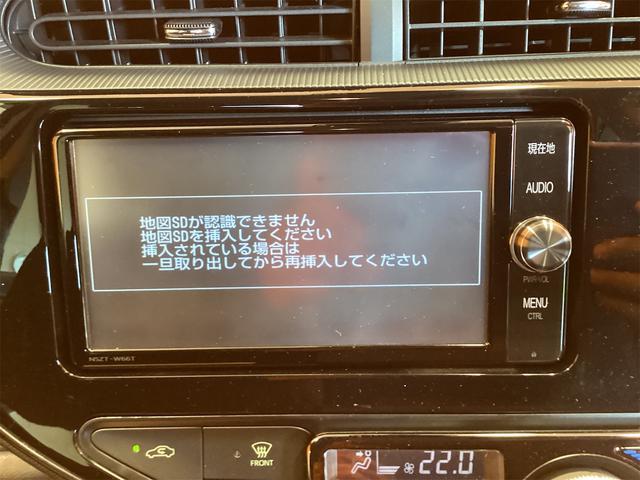 地図SDが認識できません
地図SDを挿入してください
挿入されている場合は
一旦取り出してから再挿入してください
現在地
AUDIO
PWR·VOL
MENU
CTRL
NSZT-W66T
FRONT
22.0